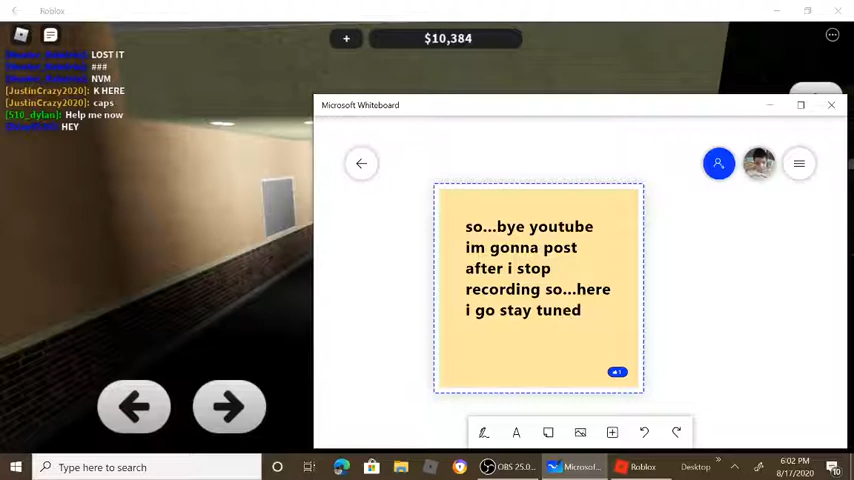 Roblox
$10,384
LOST IT
###
NVM
[JustinCrazy2020]: K HERE
[JustinCrazy2020]: caps
[510_dylan]: Help me now
HEY
Microsoft Whiteboard
so...bye youtube
im gonna post
after i stop
recording so...here
i go stay tuned
1
Type here to search
OBS 25.0...
Microsof...
Roblox
Desktop
6:02 PM
8/17/2020
10